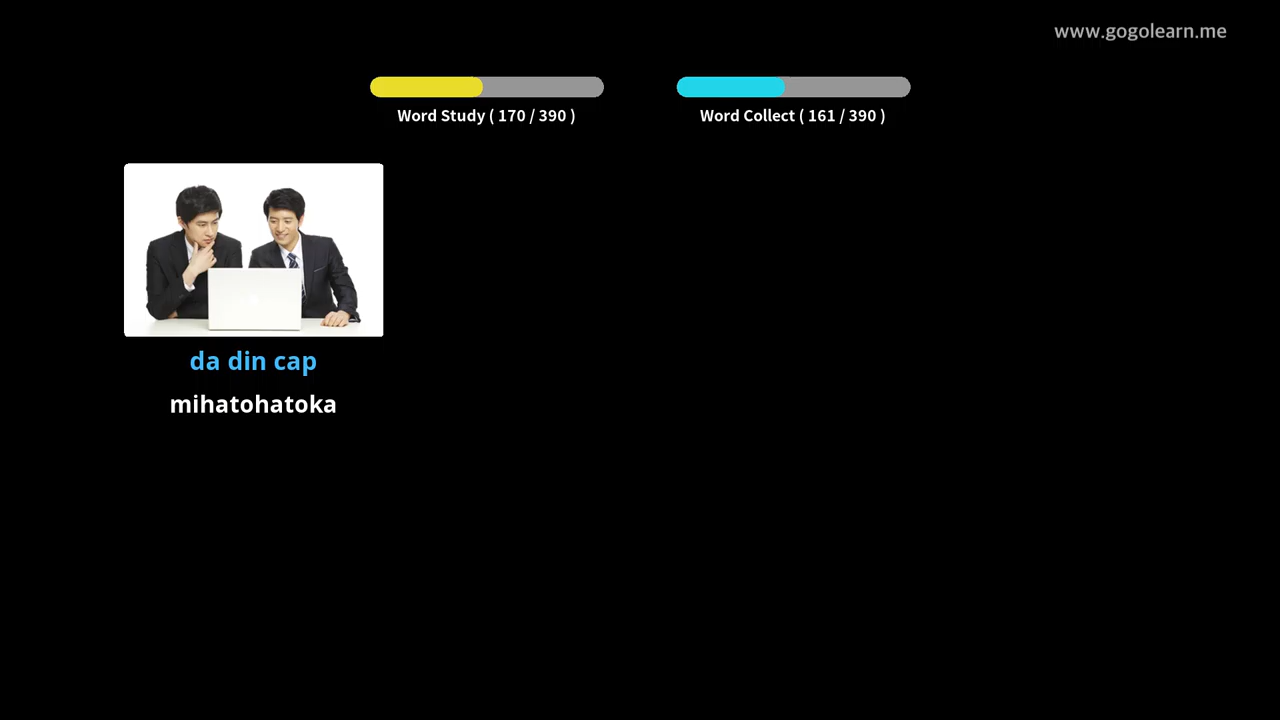 www.gogolearn.me
Word Study ( 170 / 390 )
Word Collect ( 161 / 390 )
da din cap
mihatohatoka